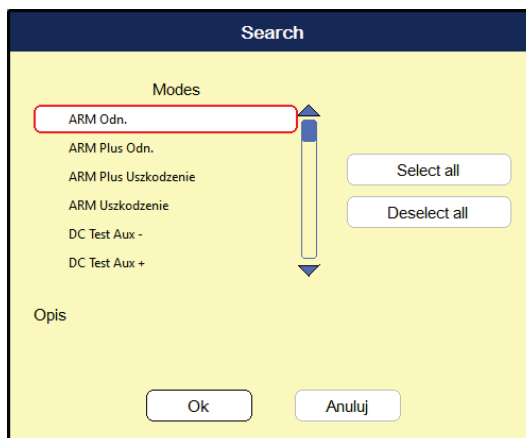 Search
Modes
ARM Odn.
ARM Plus Odn.
ARM Plus Uszkodzenie
ARM Uszkodzenie
DC Test Aux -
DC Test Aux +
Select all
Deselect all
Opis
Ok
Anuluj